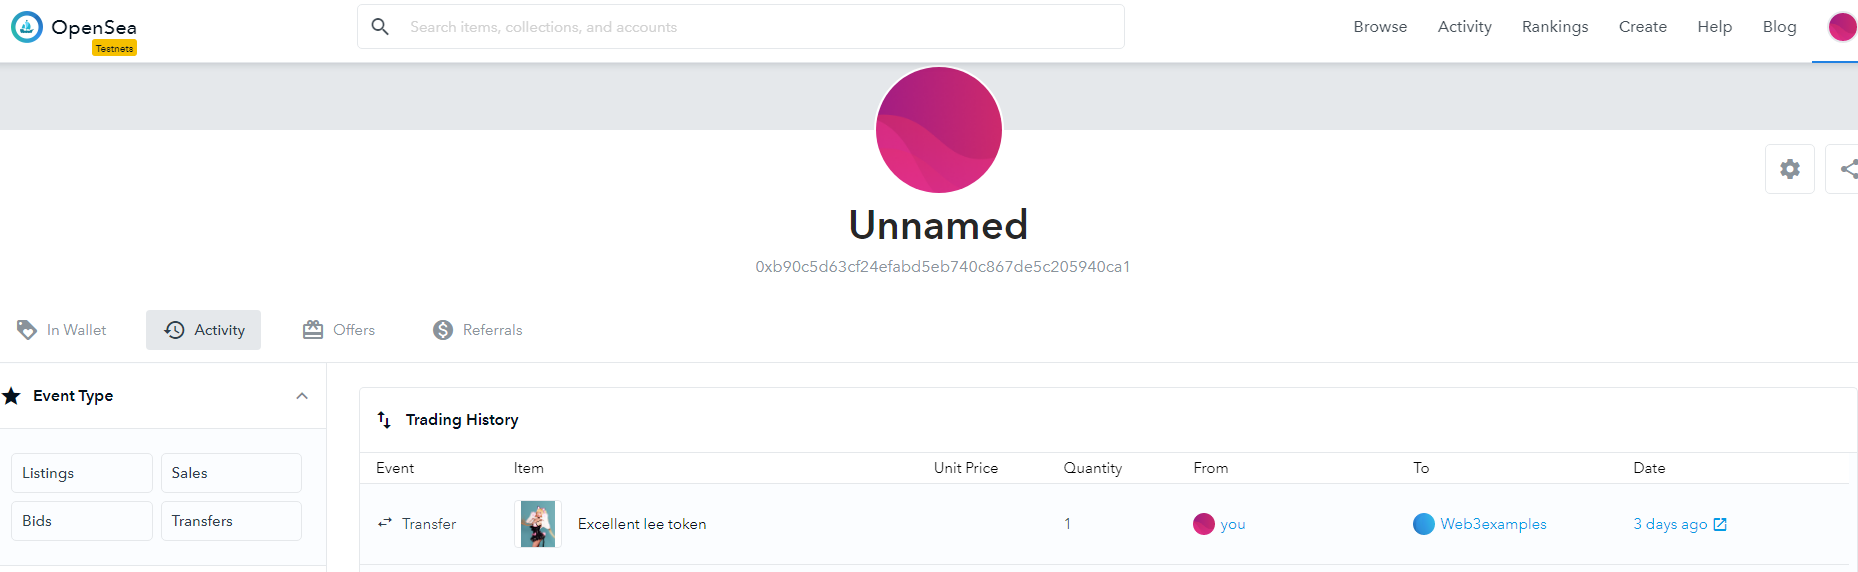 OpenSea
Testnets
Search items, collections, and accounts
Browse Activity Rankings Create Help Blog
Unnamed
0xb90c5d63cf24efabd5eb740c867de5c205940ca1
In Wallet Activity Offers Referrals
Event Type
Listings Sales
Bids Transfers
Trading History
Event Item Unit Price Quantity From To Date
Transfer Excellent lee token 1 you Web3examples 3 days ago